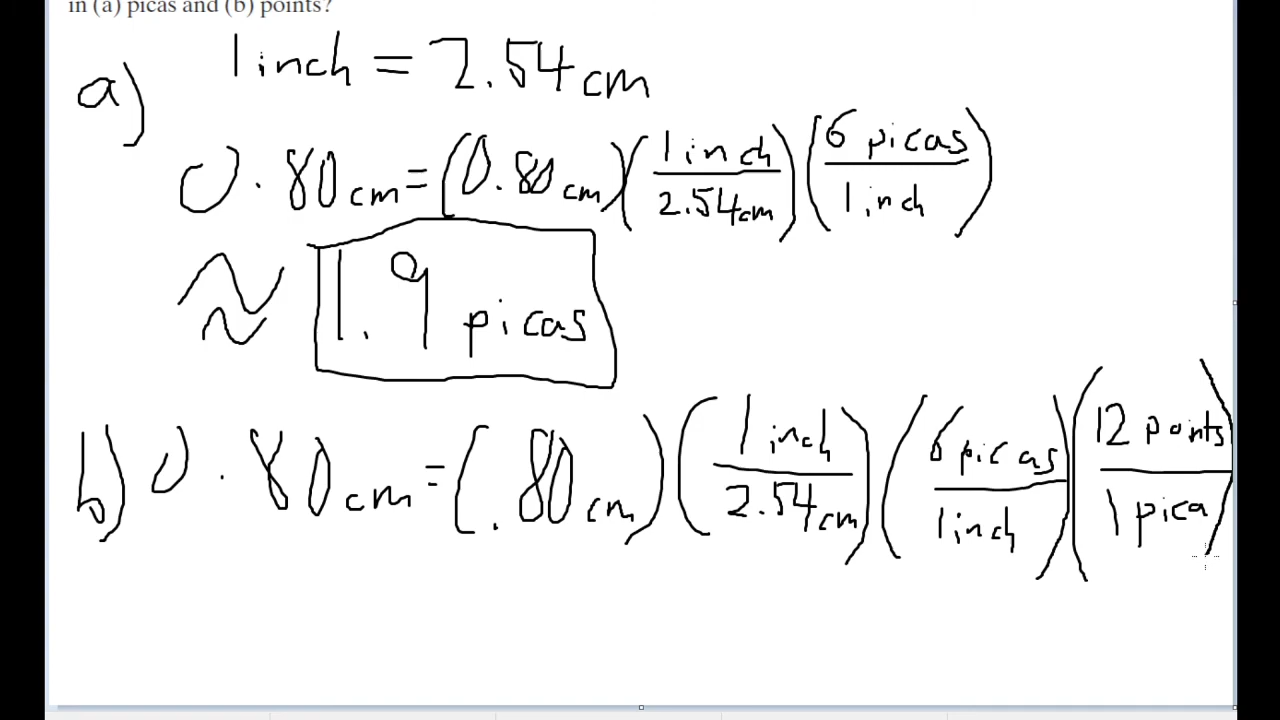 in (a) picas and (b) points?
a) 1 inch = 2.54 cm
0.80 cm = (0.80 cm)(1 inch / 2.54 cm)(6 picas / 1 inch)
≈ 1.9 picas
b) 0.80 cm = (.80 cm)(1 inch / 2.54 cm)(6 picas / 1 inch)(12 points / 1 pica)